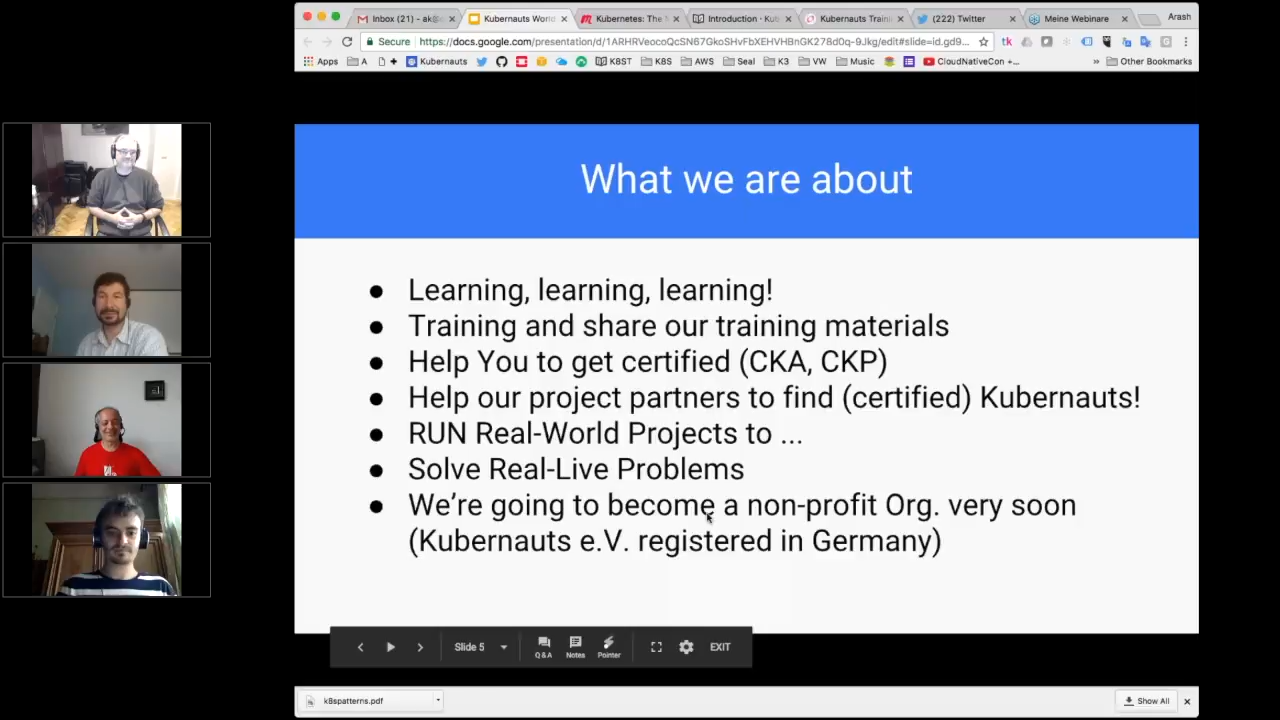 Inbox (21) - ak@c
Kubernauts World
Kubernetes: The M
Introduction · Kub
Kubernauts Traini
(222) Twitter
Meine Webinare
Arash
Secure
https://docs.google.com/presentation/d/1ARHRVeocoQcSN67GkoSHvFbXEHVHBnGK278d0q-9Jkg/edit#slide=id.gd9...
Apps
A
Kubernauts
K8ST
K8S
AWS
Seal
K3
VW
Music
CloudNativeCon +...
» Other Bookmarks
What we are about
● Learning, learning, learning!
● Training and share our training materials
● Help You to get certified (CKA, CKP)
● Help our project partners to find (certified) Kubernauts!
● RUN Real-World Projects to ...
● Solve Real-Live Problems
● We’re going to become a non-profit Org. very soon
(Kubernauts e.V. registered in Germany)
Slide 5
Q&A
Notes
Pointer
EXIT
k8spatterns.pdf
Show All